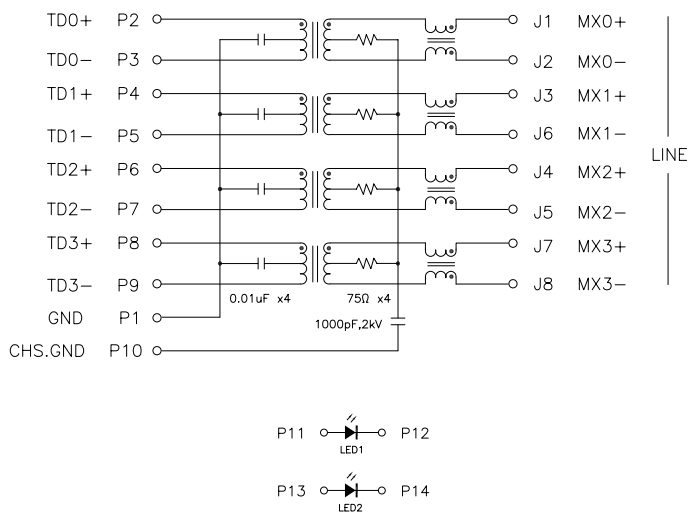 TD0+ P2 J1 MX0+
TD0- P3 J2 MX0-
TD1+ P4 J3 MX1+
TD1- P5 J6 MX1-
LINE
TD2+ P6 J4 MX2+
TD2- P7 J5 MX2-
TD3+ P8 J7 MX3+
TD3- P9 J8 MX3-
0.01uF x4 75Ω x4
GND P1
1000pF,2kV
CHS.GND P10
P11 P12
LED1
P13 P14
LED2